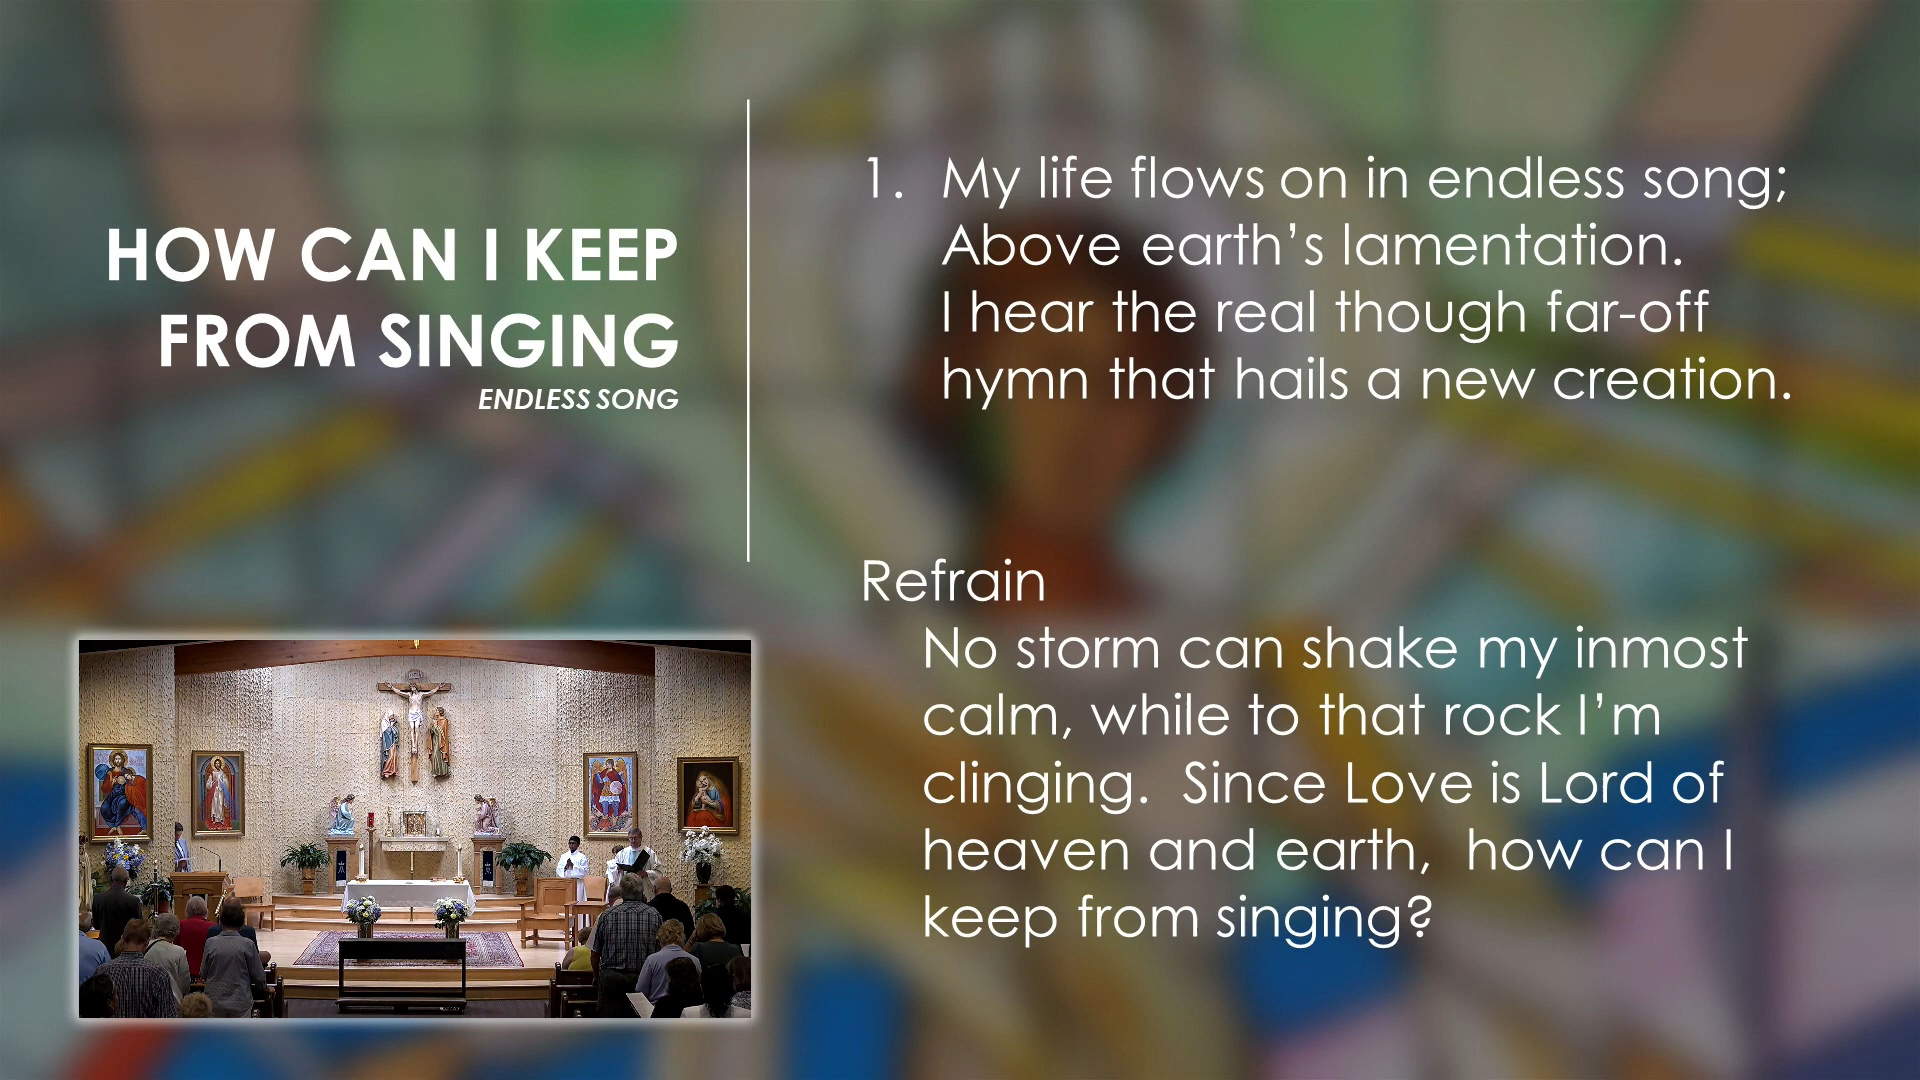 HOW CAN I KEEP
FROM SINGING
ENDLESS SONG
1. My life flows on in endless song;
Above earth’s lamentation.
I hear the real though far-off
hymn that hails a new creation.
Refrain
No storm can shake my inmost
calm, while to that rock I’m
clinging.  Since Love is Lord of
heaven and earth,  how can I
keep from singing?